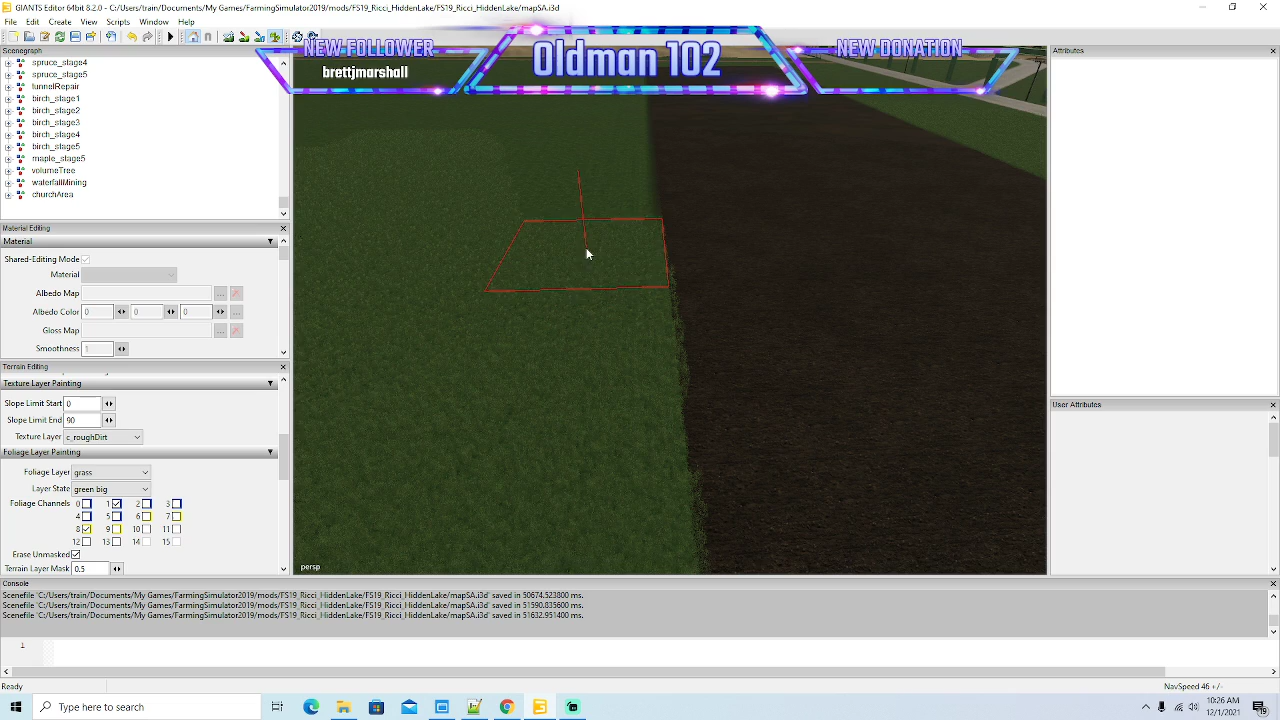 GIANTS Editor 64bit 8.2.0 - C:/Users/train/Documents/My Games/FarmingSimulator2019/mods/FS19_Ricci_HiddenLake/FS19_Ricci_HiddenLake/mapSA.i3d
File Edit Create View Scripts Window Help
NEW FOLLOWER
brettjmarshall
Oldman 102
NEW DONATION
spruce_stage4
spruce_stage5
lumberRopair
birch_stage1
birch_stage3
birch_stage4
birch_stage5
maple_stage5
volumeTree
waterfallMining
churchArea
Material Editing
Material
Shared-Editing Mode
Material
Albedo Map ...
Albedo Color 0 0 0 ...
Gloss Map ...
Smoothness 1
Terrain Editing
Texture Layer Painting
Slope Limit Start 0
Slope Limit End 90
Texture Layer c_roughDirt
Foliage Layer Painting
Foliage Layer grass
Layer State green big
Foliage Channels 0 1 2 3
4 5 6 7
8 9 10 11
12 13 14 15
Erase Unmasked
Terrain Layer Mask 0.5
persp
User Attributes
Console
Scenefile 'C:/Users/train/Documents/My Games/FarmingSimulator2019/mods/FS19_Ricci_HiddenLake/FS19_Ricci_HiddenLake/mapSA.i3d' saved in 50674.523800 ms.
Scenefile 'C:/Users/train/Documents/My Games/FarmingSimulator2019/mods/FS19_Ricci_HiddenLake/FS19_Ricci_HiddenLake/mapSA.i3d' saved in 51590.835600 ms.
Scenefile 'C:/Users/train/Documents/My Games/FarmingSimulator2019/mods/FS19_Ricci_HiddenLake/FS19_Ricci_HiddenLake/mapSA.i3d' saved in 51632.951400 ms.
1
Ready
NavSpeed 46 +/-
Type here to search
10:26 AM
12/1/2021